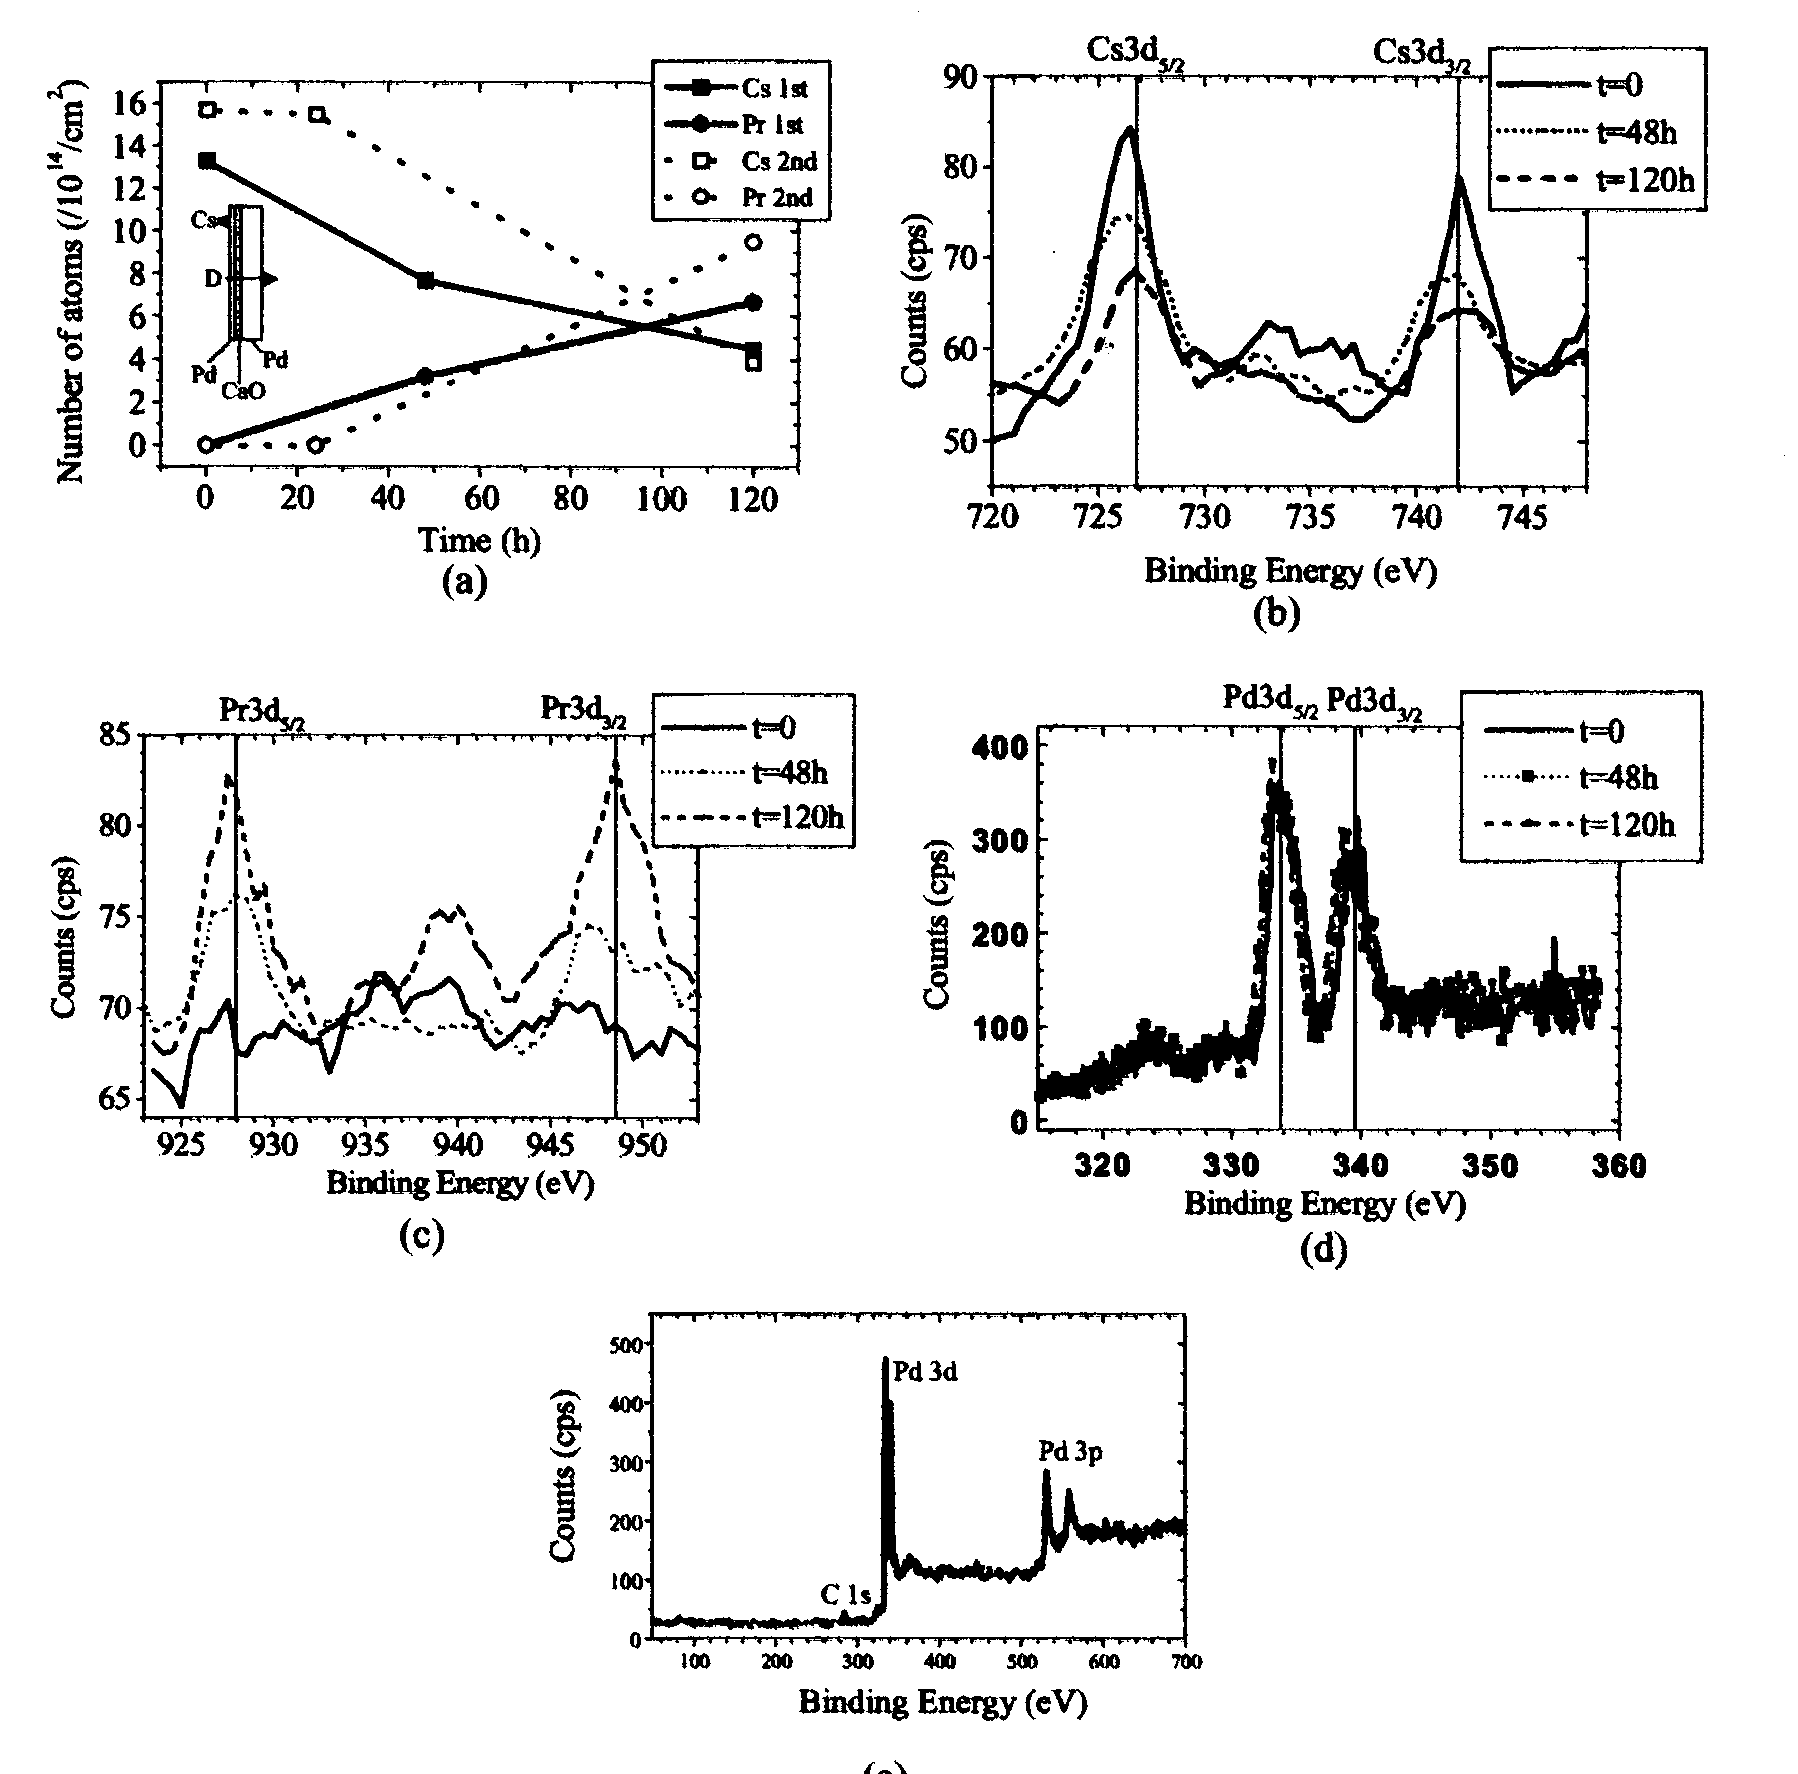 Number of atoms (/10^14/cm^2)
16
14
12
10
8
6
4
2
0
0 20 40 60 80 100 120
Time (h)
(a)
Cs 1st
Pr 1st
Cs 2nd
Pr 2nd
Cs
D
Pd
Pd
CaO
Cs3d5/2
Cs3d3/2
t=0
t=48h
t=120h
Counts (cps)
90
80
70
60
50
720 725 730 735 740 745
Binding Energy (eV)
(b)
Pr3d5/2
Pr3d3/2
t=0
t=48h
t=120h
Counts (cps)
85
80
75
70
65
925 930 935 940 945 950
Binding Energy (eV)
(c)
Pd3d5/2 Pd3d3/2
t=0
t=48h
t=120h
Counts (cps)
400
300
200
100
0
320 330 340 350 360
Binding Energy (eV)
(d)
Counts (cps)
500
400
300
200
100
0
Pd 3d
Pd 3p
C 1s
100 200 300 400 500 600 700
Binding Energy (eV)